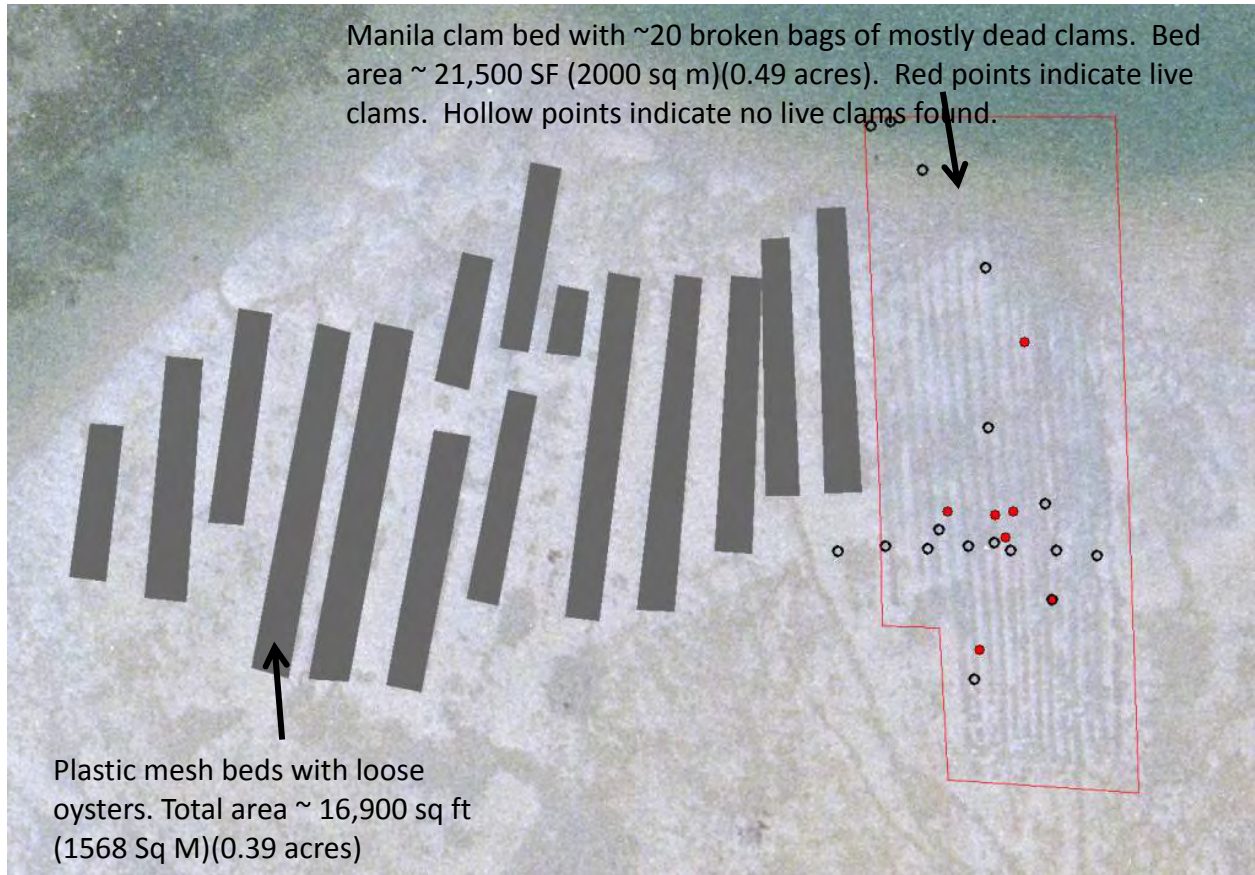 Manila clam bed with ~20 broken bags of mostly dead clams.  Bed
area ~ 21,500 SF (2000 sq m)(0.49 acres).  Red points indicate live
clams.  Hollow points indicate no live clams found.
Plastic mesh beds with loose
oysters. Total area ~ 16,900 sq ft
(1568 Sq M)(0.39 acres)